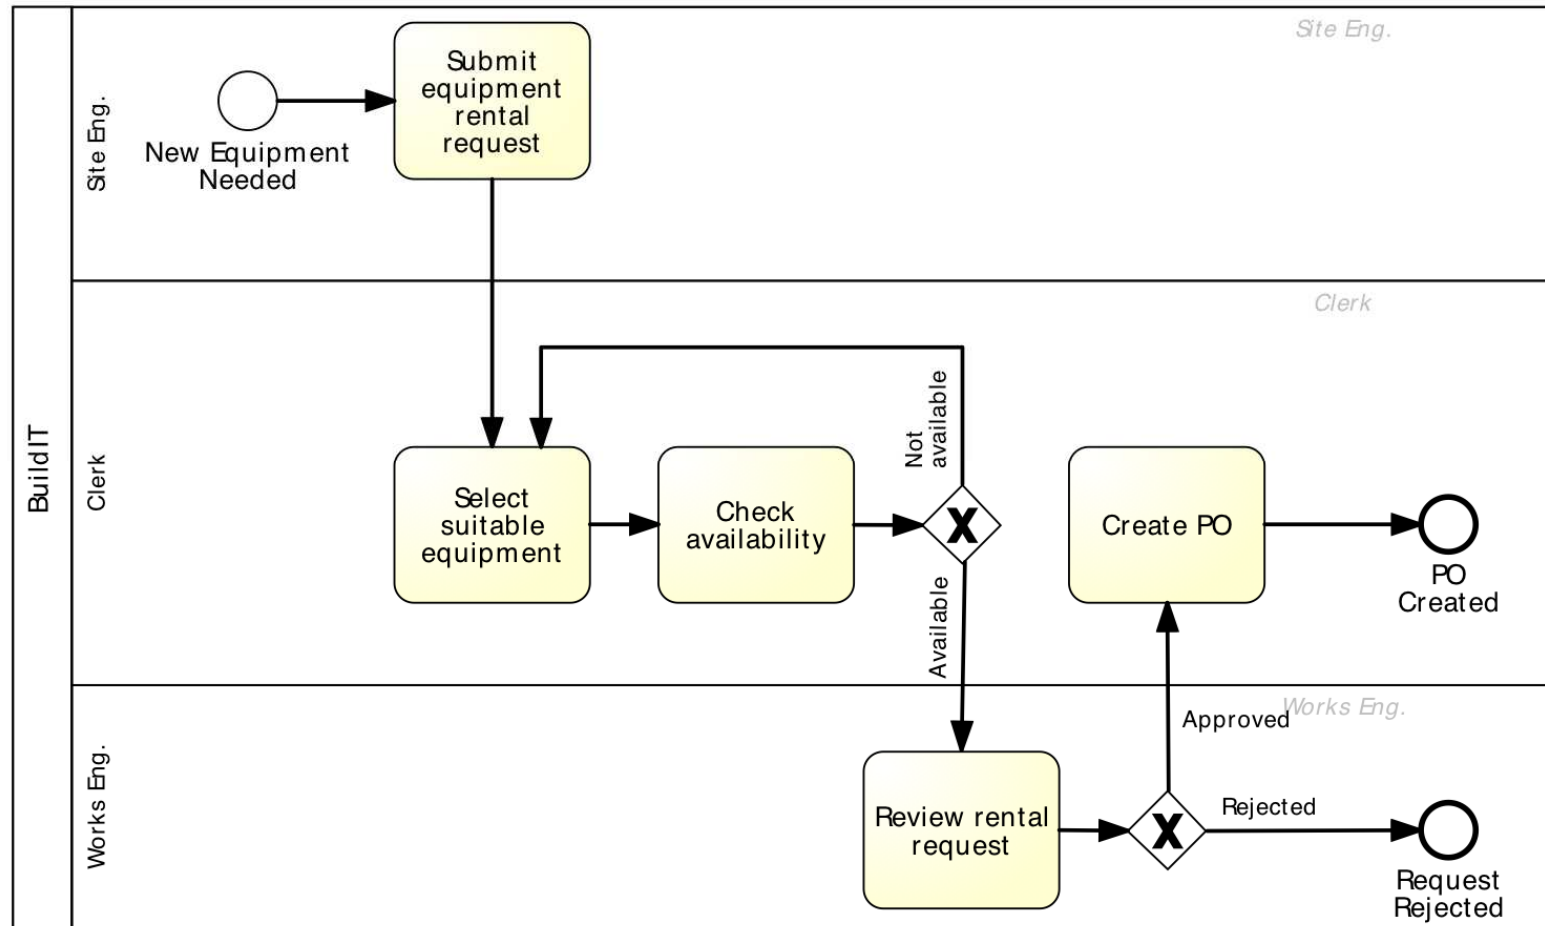 BuildIT
Site Eng.
Site Eng.
New Equipment
Needed
Submit
equipment
rental
request
Clerk
Clerk
Select
suitable
equipment
Check
availability
Not
available
X
Available
Create PO
PO
Created
Works Eng.
Works Eng.
Review rental
request
X
Approved
Rejected
Request
Rejected